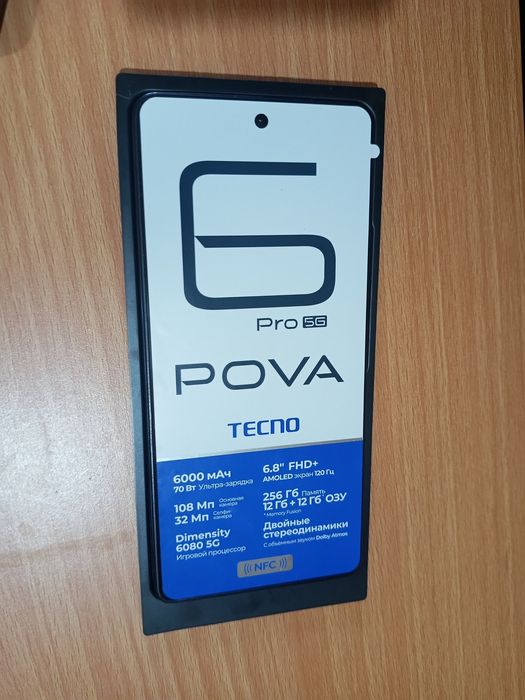 6
Pro 5G
POVA
TECNO
6000 мАч
70 Вт Ультра-зарядка
108 Мп Основная камера
32 Мп Селфи-камера
Dimensity
6080 5G
Игровой процессор
6.8" FHD+
AMOLED экран 120 Гц
256 Гб Память
12 Гб + 12 Гб* ОЗУ
* Memory Fusion
Двойные
стереодинамики
С объёмным звуком Dolby Atmos
NFC